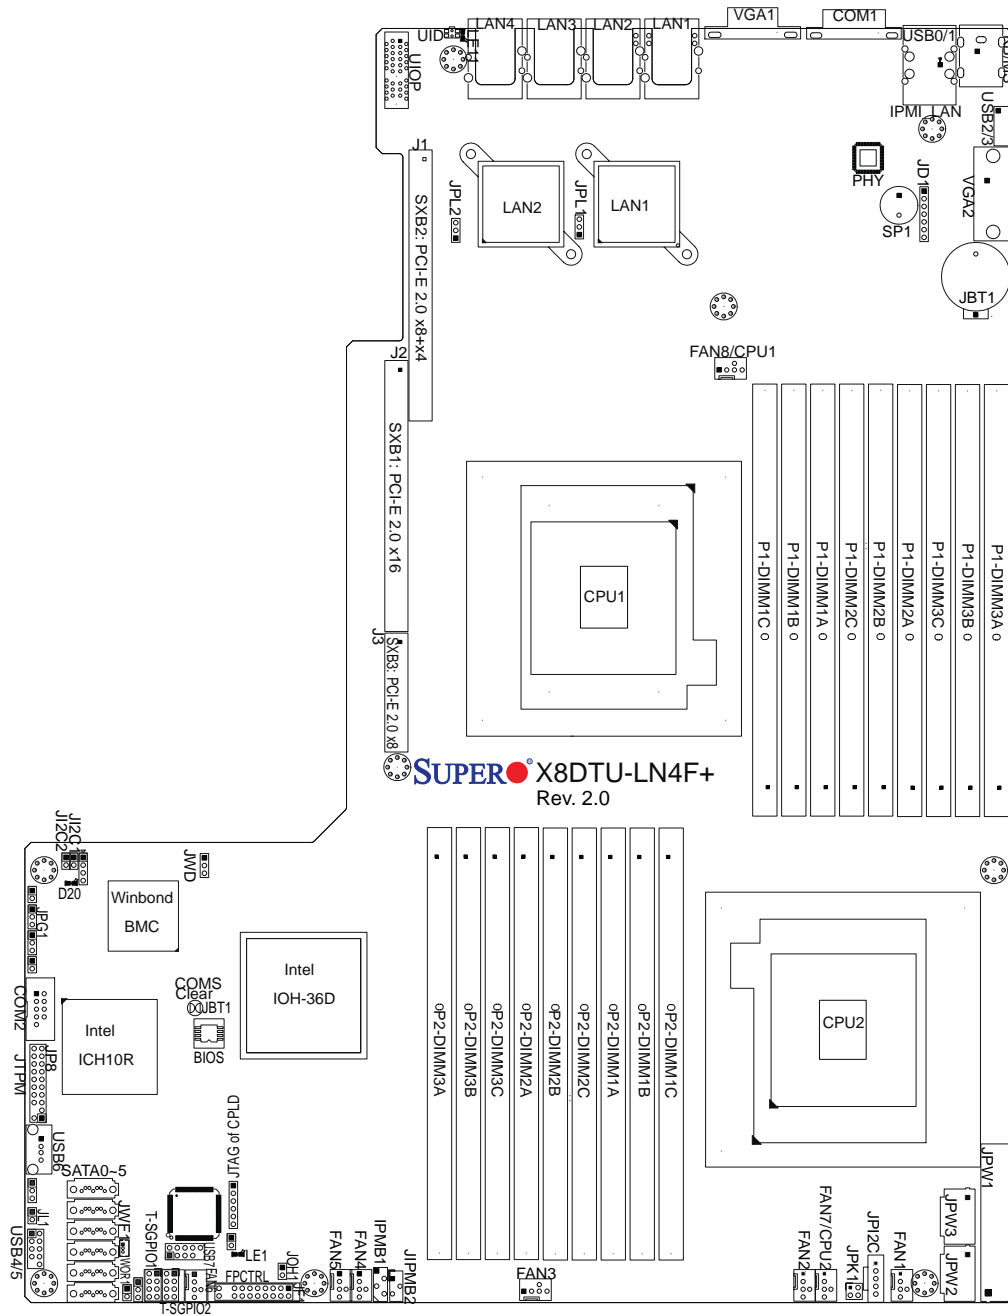 LAN4
LAN3
LAN2
LAN1
VGA1
COM1
UID
LE11
UIOP
USB0/1
IPMI_LAN
USB2/3
VGA2
J1
SXB2: PCI-E 2.0 x8+x4
JPL2
LAN2
JPL1
LAN1
PHY
JD1
SP1
JBT1
J2
SXB1: PCI-E 2.0 x16
FAN8/CPU1
J3
SXB3: PCI-E 2.0 x8
CPU1
P1-DIMM1C
P1-DIMM1B
P1-DIMM1A
P1-DIMM2C
P1-DIMM2B
P1-DIMM2A
P1-DIMM3C
P1-DIMM3B
P1-DIMM3A
SUPER® X8DTU-LN4F+
Rev. 2.0
JI2C2
JI2C1
D20
JWD
JPG1
Winbond
BMC
Intel
IOH-36D
COMS
Clear
JBT1
BIOS
COM2
Intel
ICH10R
JP8
JTPM
USB6
SATA0~5
JTAG of CPLD
JL1
USB4/5
JWF1
JWOR
T-SGPIO1
T-SGPIO2
USB7
FAN6
LE1
FPCTRL
JOH1
FAN5
FAN4
IPMB1
JIPMB2
P2-DIMM3A
P2-DIMM3B
P2-DIMM3C
P2-DIMM2A
P2-DIMM2B
P2-DIMM2C
P2-DIMM1A
P2-DIMM1B
P2-DIMM1C
FAN3
CPU2
JPW1
FAN2
FAN7/CPU2
JPK1
JPI2C
FAN1
JPW3
JPW2